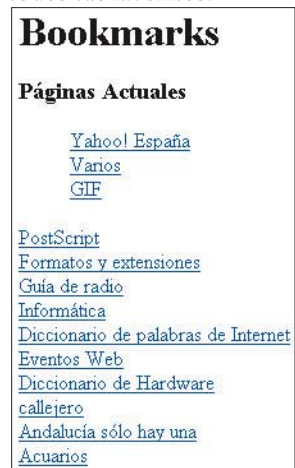 Bookmarks
Páginas Actuales
Yahoo! España
Varios
GIF
PostScript
Formatos y extensiones
Guía de radio
Informática
Diccionario de palabras de Internet
Eventos Web
Diccionario de Hardware
callejero
Andalucía sólo hay una
Acuarios